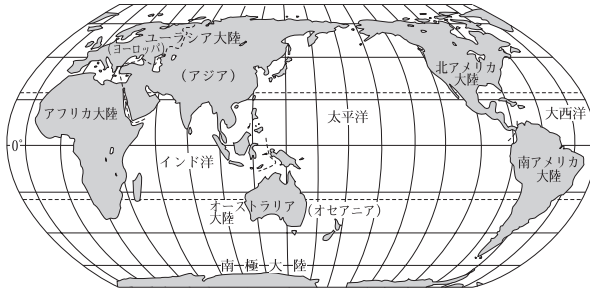 ユーラシア大陸
(ヨーロッパ)
(アジア)
北アメリカ
大陸
アフリカ大陸
太平洋
大西洋
0°
インド洋
南アメリカ
大陸
オーストラリア
大陸
(オセアニア)
南極大陸